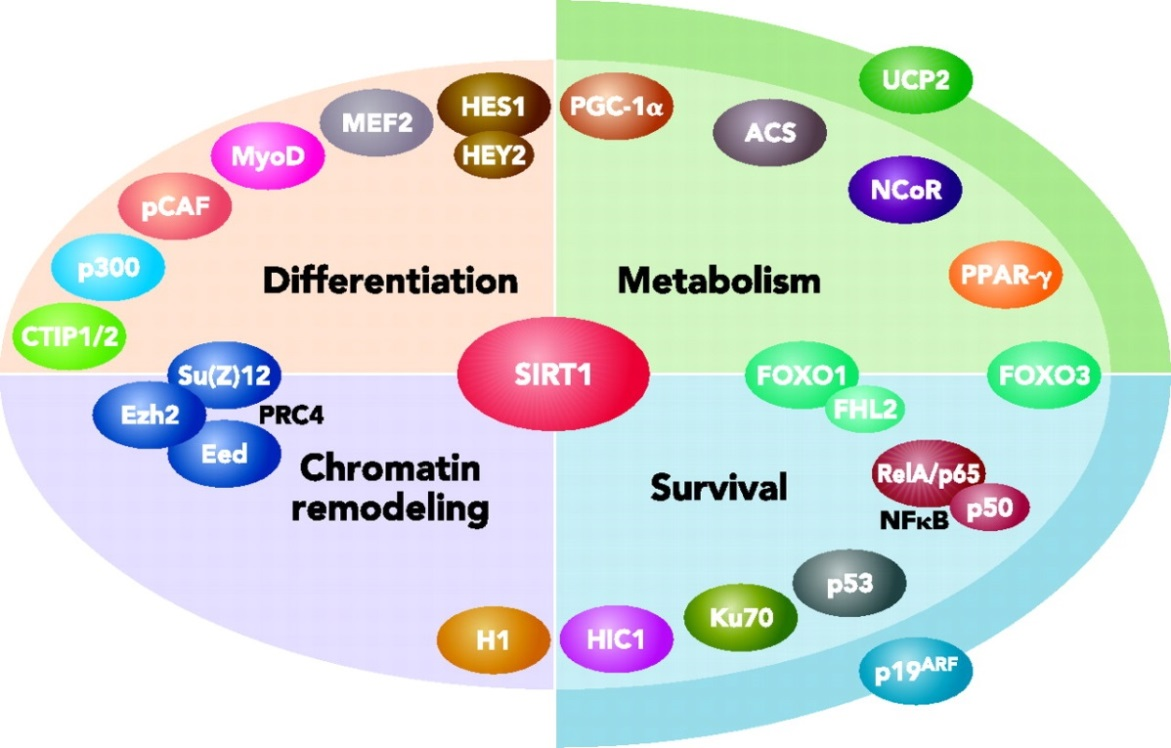 HES1
PGC-1α
UCP2
MEF2
ACS
MyoD
HEY2
NCoR
pCAF
p300
PPAR-γ
Differentiation
Metabolism
CTIP1/2
SIRT1
Su(Z)12
FOXO1
FOXO3
Ezh2
PRC4
FHL2
Eed
Chromatin
remodeling
Survival
RelA/p65
p50
NFκB
p53
Ku70
H1
HIC1
p19ARF